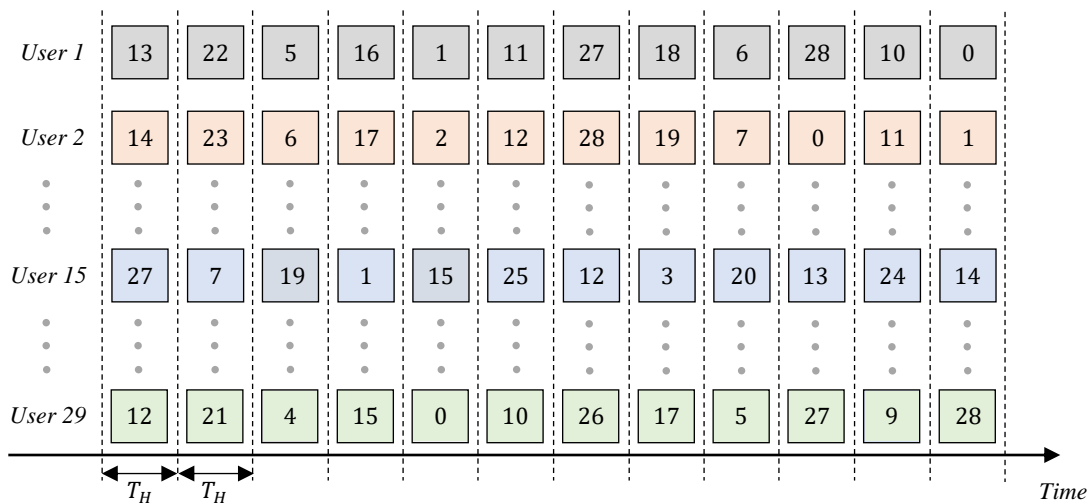 User 1 13 22 5 16 1 11 27 18 6 28 10 0
User 2 14 23 6 17 2 12 28 19 7 0 11 1
User 15 27 7 19 1 15 25 12 3 20 13 24 14
User 29 12 21 4 15 0 10 26 17 5 27 9 28
T_H T_H Time